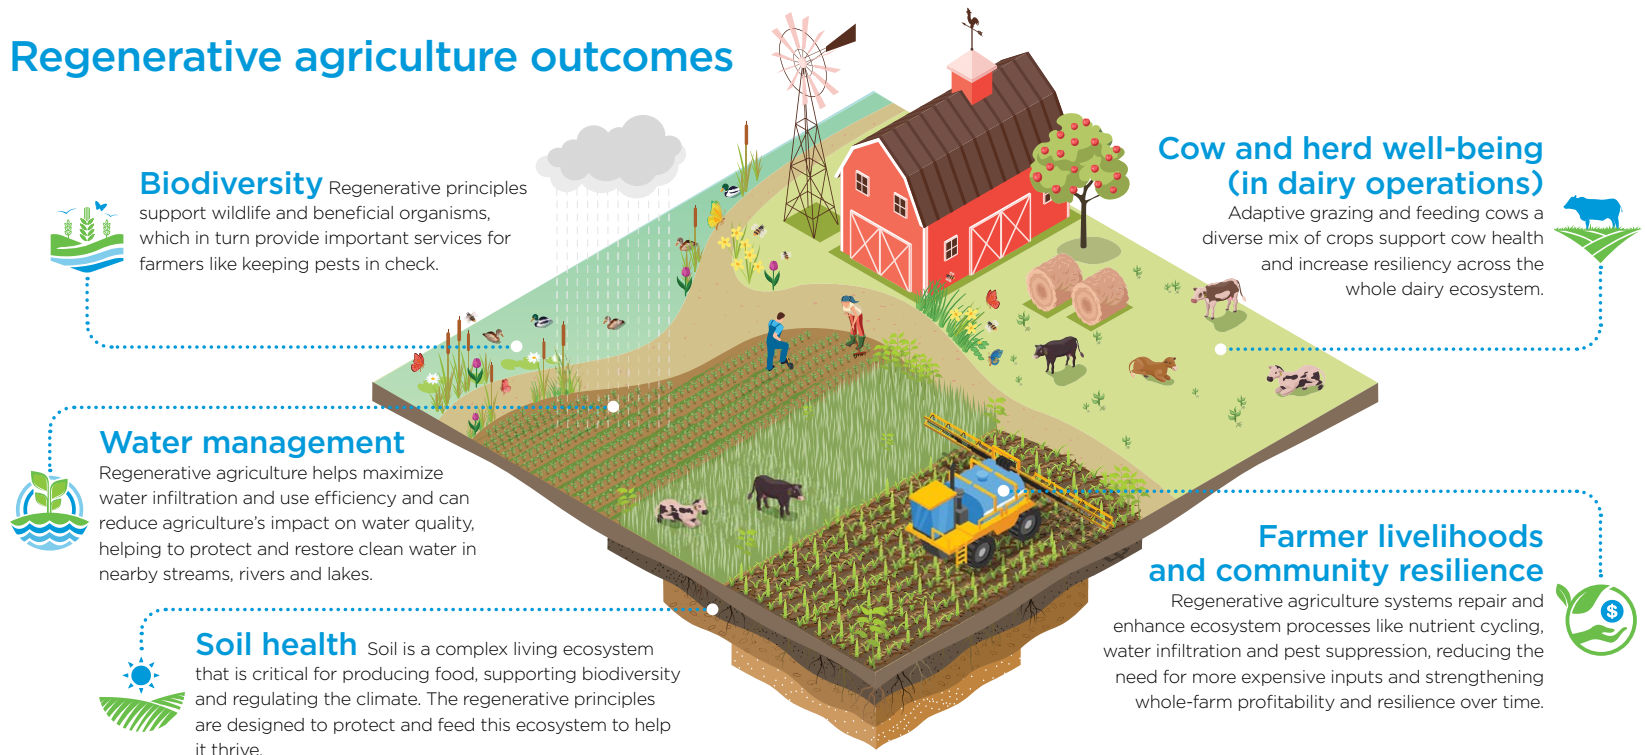 Regenerative agriculture outcomes
Biodiversity Regenerative principles
support wildlife and beneficial organisms,
which in turn provide important services for
farmers like keeping pests in check.
Cow and herd well-being
(in dairy operations)
Adaptive grazing and feeding cows a
diverse mix of crops support cow health
and increase resiliency across the
whole dairy ecosystem.
Water management
Regenerative agriculture helps maximize
water infiltration and use efficiency and can
reduce agriculture’s impact on water quality,
helping to protect and restore clean water in
nearby streams, rivers and lakes.
Farmer livelihoods
and community resilience
Regenerative agriculture systems repair and
enhance ecosystem processes like nutrient cycling,
water infiltration and pest suppression, reducing the
need for more expensive inputs and strengthening
whole-farm profitability and resilience over time.
$
Soil health Soil is a complex living ecosystem
that is critical for producing food, supporting biodiversity
and regulating the climate. The regenerative principles
are designed to protect and feed this ecosystem to help
it thrive.